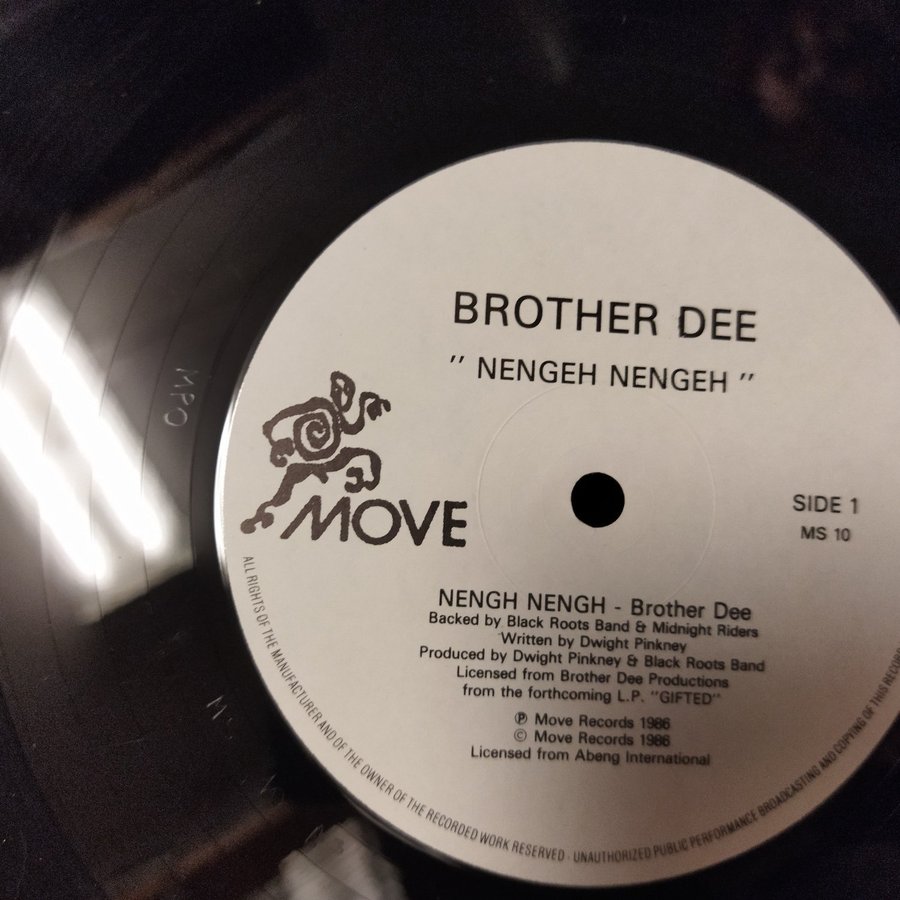 BROTHER DEE
" NENGEH NENGEH "
MPO
MOVE
SIDE 1
MS 10
NENGH NENGH - Brother Dee
Backed by Black Roots Band & Midnight Riders
Written by Dwight Pinkney
Produced by Dwight Pinkney & Black Roots Band
Licensed from Brother Dee Productions
from the forthcoming L.P. "GIFTED"
℗ Move Records 1986
© Move Records 1986
Licensed from Abeng International
ALL RIGHTS OF THE MANUFACTURER AND OF THE OWNER OF THE RECORDED WORK RESERVED · UNAUTHORIZED PUBLIC PERFORMANCE BROADCASTING AND COPYING OF THIS